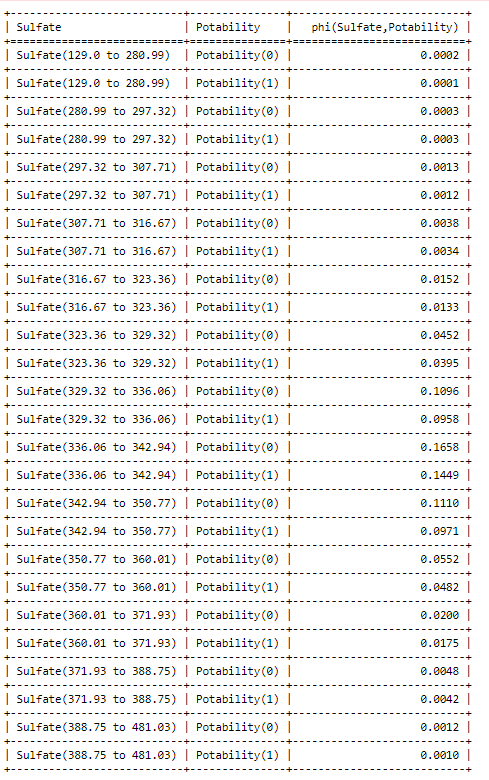 +--------------------------+---------------+---------------------------+
| Sulfate                  | Potability    |   phi(Sulfate,Potability) |
+==========================+===============+===========================+
| Sulfate(129.0 to 280.99) | Potability(0) |                    0.0002 |
+--------------------------+---------------+---------------------------+
| Sulfate(129.0 to 280.99) | Potability(1) |                    0.0001 |
+--------------------------+---------------+---------------------------+
| Sulfate(280.99 to 297.32) | Potability(0) |                    0.0003 |
+--------------------------+---------------+---------------------------+
| Sulfate(280.99 to 297.32) | Potability(1) |                    0.0003 |
+--------------------------+---------------+---------------------------+
| Sulfate(297.32 to 307.71) | Potability(0) |                    0.0013 |
+--------------------------+---------------+---------------------------+
| Sulfate(297.32 to 307.71) | Potability(1) |                    0.0012 |
+--------------------------+---------------+---------------------------+
| Sulfate(307.71 to 316.67) | Potability(0) |                    0.0038 |
+--------------------------+---------------+---------------------------+
| Sulfate(307.71 to 316.67) | Potability(1) |                    0.0034 |
+--------------------------+---------------+---------------------------+
| Sulfate(316.67 to 323.36) | Potability(0) |                    0.0152 |
+--------------------------+---------------+---------------------------+
| Sulfate(316.67 to 323.36) | Potability(1) |                    0.0133 |
+--------------------------+---------------+---------------------------+
| Sulfate(323.36 to 329.32) | Potability(0) |                    0.0452 |
+--------------------------+---------------+---------------------------+
| Sulfate(323.36 to 329.32) | Potability(1) |                    0.0395 |
+--------------------------+---------------+---------------------------+
| Sulfate(329.32 to 336.06) | Potability(0) |                    0.1096 |
+--------------------------+---------------+---------------------------+
| Sulfate(329.32 to 336.06) | Potability(1) |                    0.0958 |
+--------------------------+---------------+---------------------------+
| Sulfate(336.06 to 342.94) | Potability(0) |                    0.1658 |
+--------------------------+---------------+---------------------------+
| Sulfate(336.06 to 342.94) | Potability(1) |                    0.1449 |
+--------------------------+---------------+---------------------------+
| Sulfate(342.94 to 350.77) | Potability(0) |                    0.1110 |
+--------------------------+---------------+---------------------------+
| Sulfate(342.94 to 350.77) | Potability(1) |                    0.0971 |
+--------------------------+---------------+---------------------------+
| Sulfate(350.77 to 360.01) | Potability(0) |                    0.0552 |
+--------------------------+---------------+---------------------------+
| Sulfate(350.77 to 360.01) | Potability(1) |                    0.0482 |
+--------------------------+---------------+---------------------------+
| Sulfate(360.01 to 371.93) | Potability(0) |                    0.0200 |
+--------------------------+---------------+---------------------------+
| Sulfate(360.01 to 371.93) | Potability(1) |                    0.0175 |
+--------------------------+---------------+---------------------------+
| Sulfate(371.93 to 388.75) | Potability(0) |                    0.0048 |
+--------------------------+---------------+---------------------------+
| Sulfate(371.93 to 388.75) | Potability(1) |                    0.0042 |
+--------------------------+---------------+---------------------------+
| Sulfate(388.75 to 481.03) | Potability(0) |                    0.0012 |
+--------------------------+---------------+---------------------------+
| Sulfate(388.75 to 481.03) | Potability(1) |                    0.0010 |
+--------------------------+---------------+---------------------------+